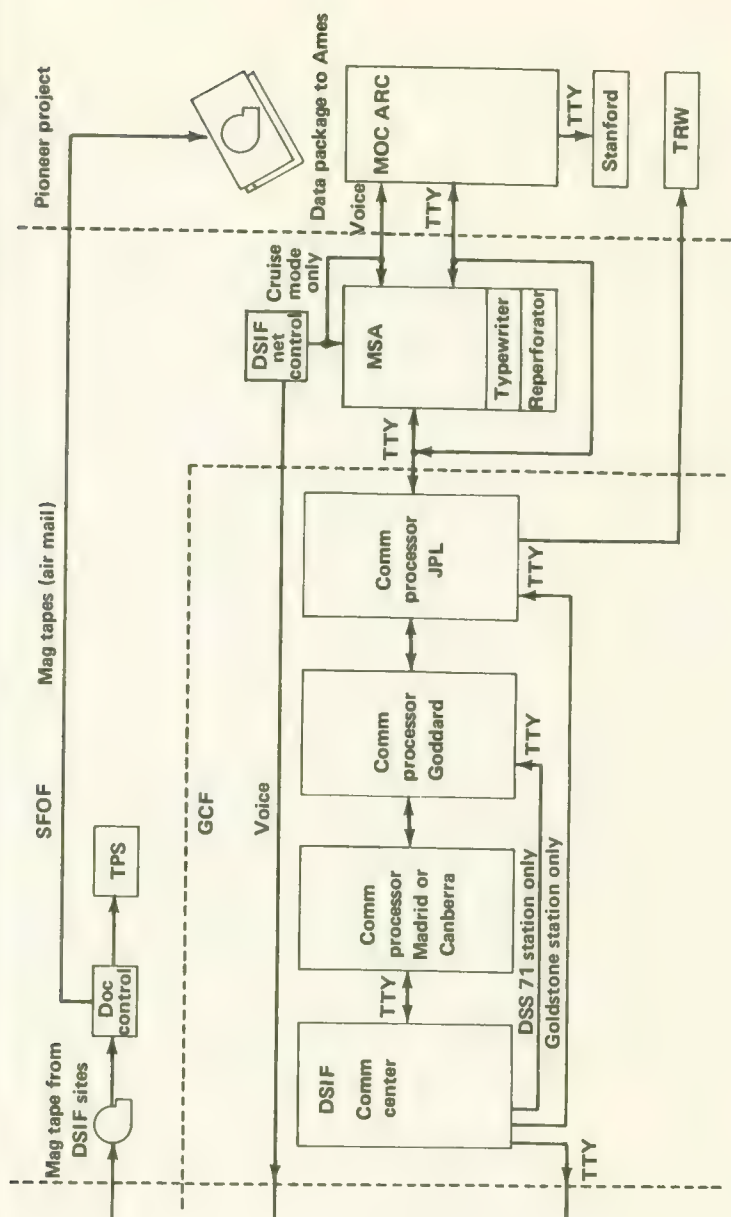 Pioneer project
SFOF
Mag tapes (air mail)
Mag tape from
DSIF sites
Doc
control
TPS
Data package to Ames
GCF
Voice
DSIF
net
control
Cruise
mode
only
Voice
MOC ARC
TTY
TTY
Stanford
TRW
MSA
Typewriter
Reperforator
TTY
DSIF
Comm
center
TTY
Comm
processor
Madrid or
Canberra
Comm
processor
Goddard
Comm
processor
JPL
TTY
TTY
DSS 71 station only
Goldstone station only
TTY